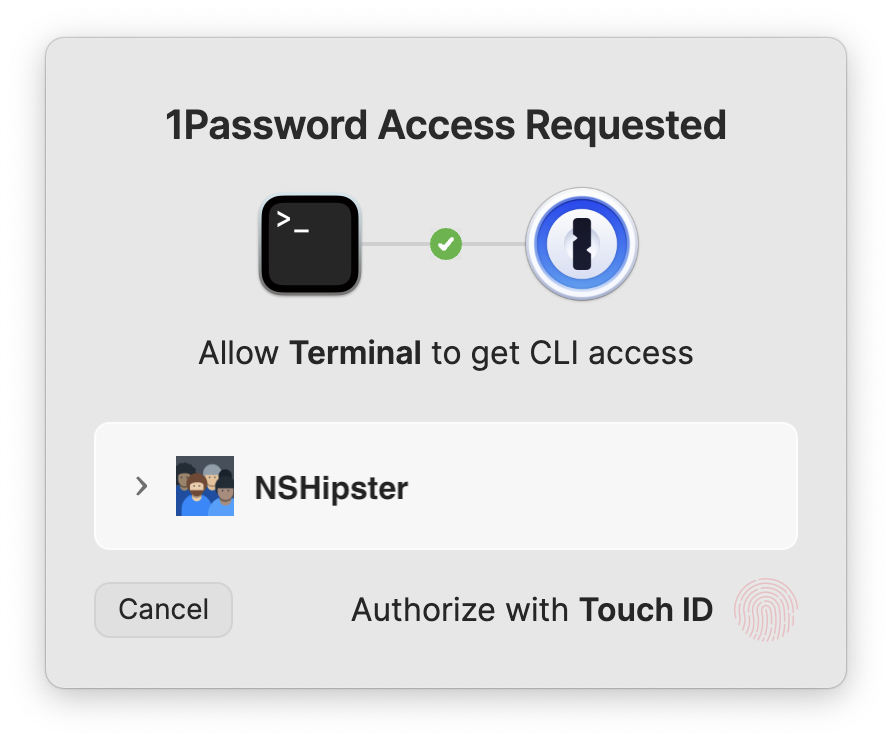 1Password Access Requested
>_
Allow Terminal to get CLI access
NSHipster
Cancel
Authorize with Touch ID